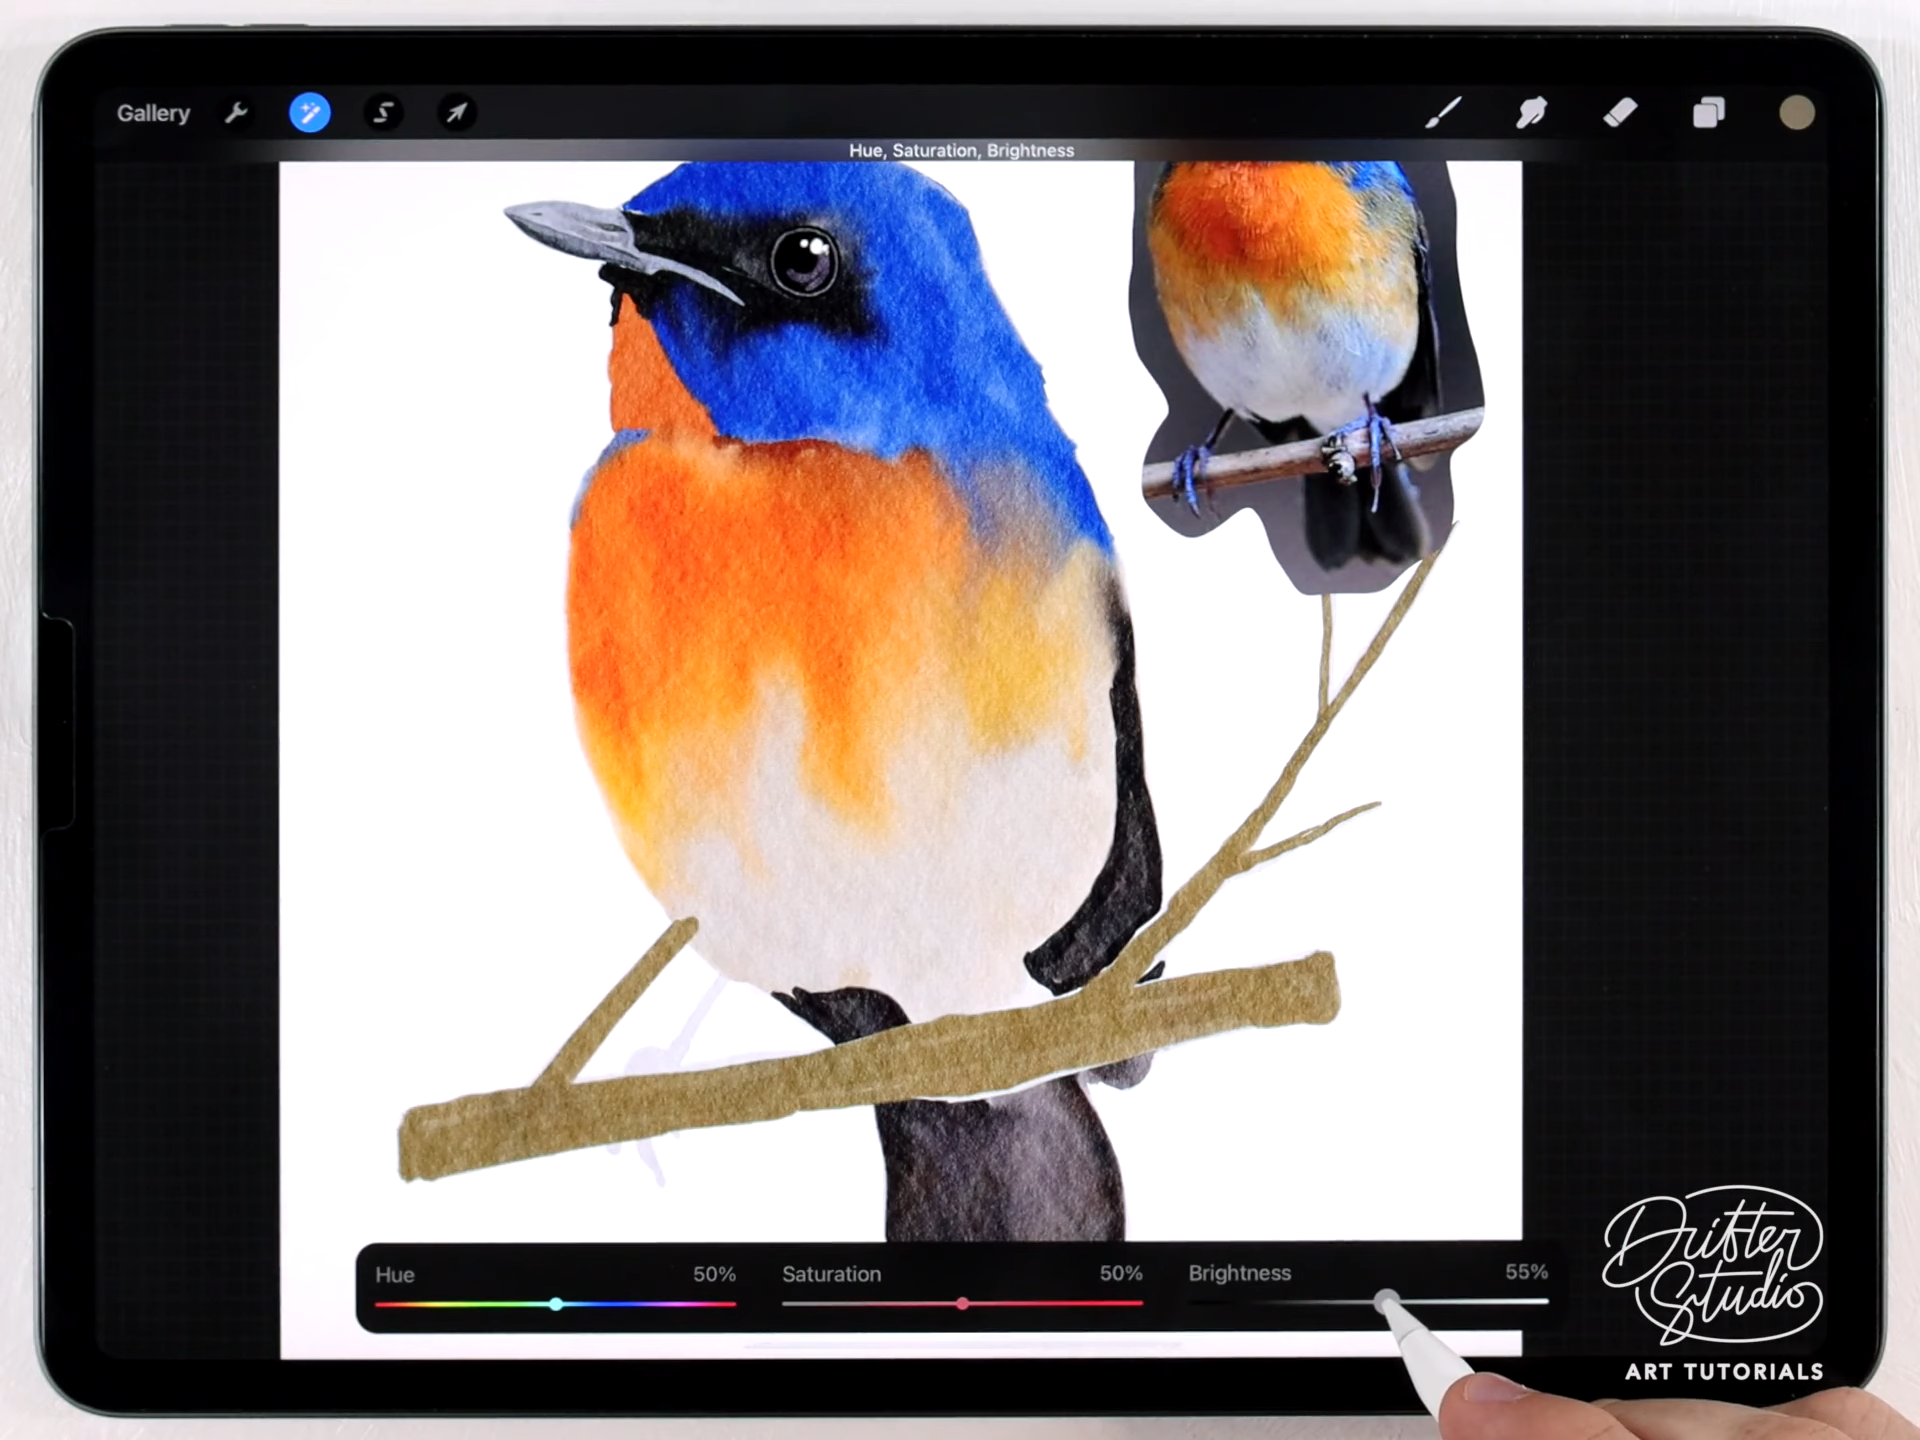 Gallery
Hue, Saturation, Brightness
Hue 50% Saturation 50% Brightness 55%
Drifter
Studio
ART TUTORIALS